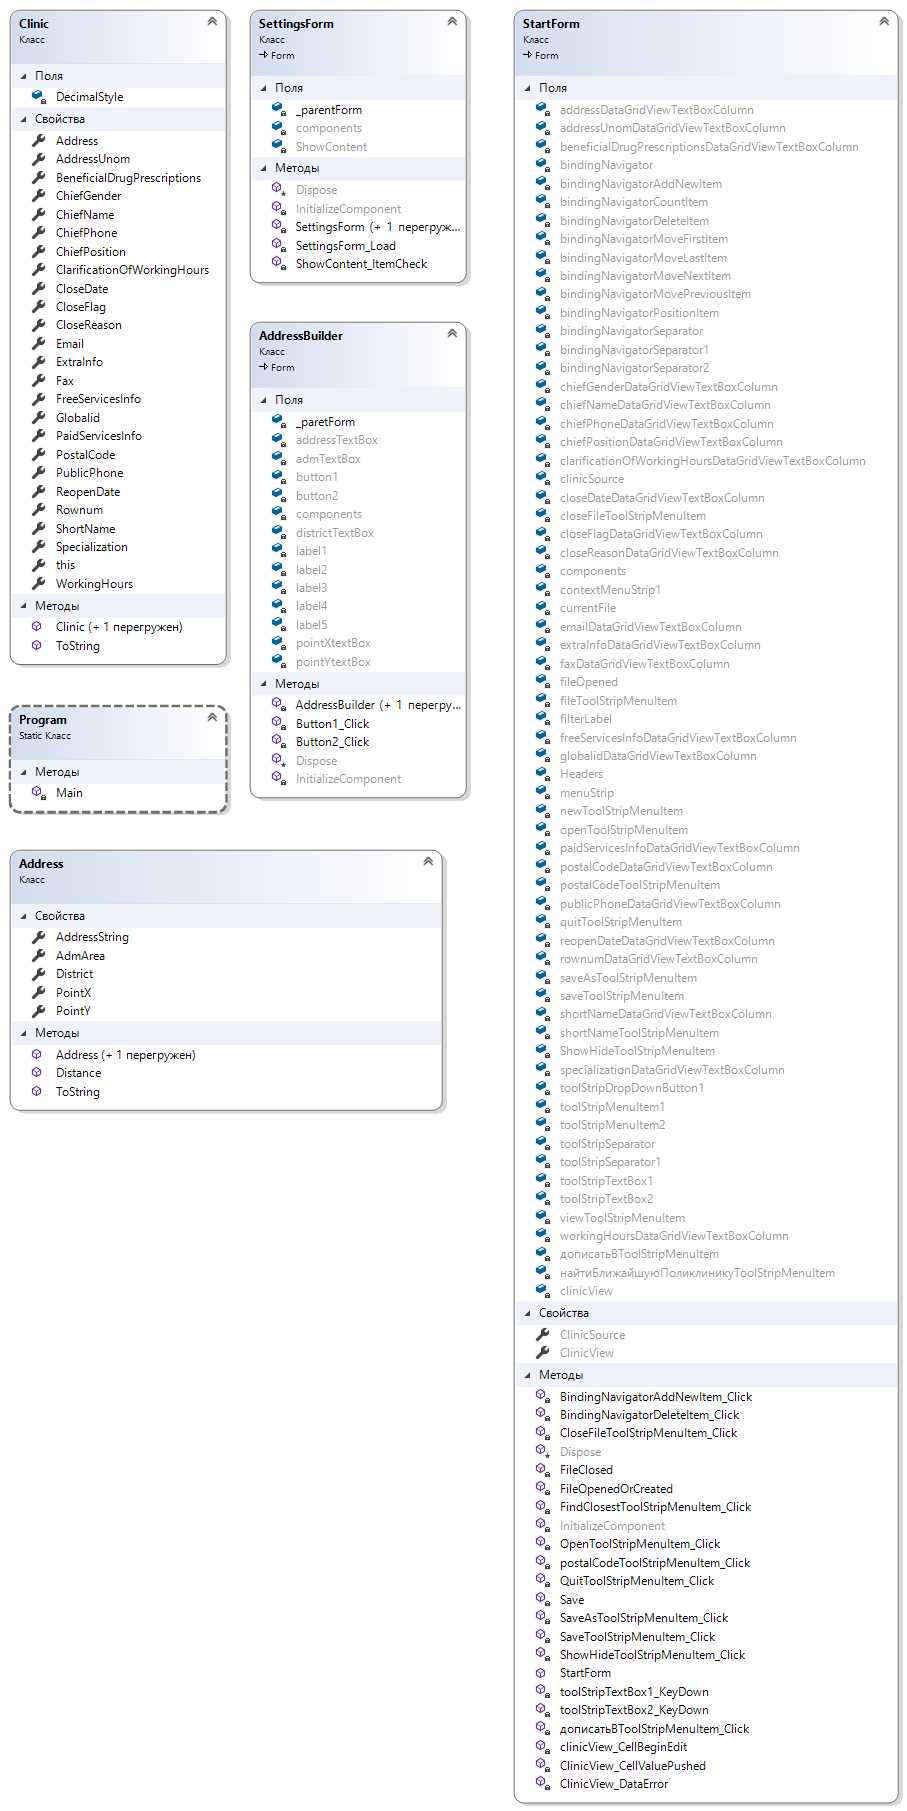 Clinic
Класс
Поля
DecimalStyle
Свойства
Address
AddressUnom
BeneficialDrugPrescriptions
ChiefGender
ChiefName
ChiefPhone
ChiefPosition
ClarificationOfWorkingHours
CloseDate
CloseFlag
CloseReason
Email
ExtraInfo
Fax
FreeServicesInfo
Globalid
PaidServicesInfo
PostalCode
PublicPhone
ReopenDate
Rownum
ShortName
Specialization
this
WorkingHours
Методы
Clinic (+ 1 перегружен)
ToString
Program
Static Класс
Методы
Main
Address
Класс
Свойства
AddressString
AdmArea
District
PointX
PointY
Методы
Address (+ 1 перегружен)
Distance
ToString
SettingsForm
Класс
Form
Поля
_parentForm
components
ShowContent
Методы
Dispose
InitializeComponent
SettingsForm (+ 1 перегруж...
SettingsForm_Load
ShowContent_ItemCheck
AddressBuilder
Класс
Form
Поля
_paretForm
addressTextBox
admTextBox
button1
button2
components
districtTextBox
label1
label2
label3
label4
label5
pointXtextBox
pointYtextBox
Методы
AddressBuilder (+ 1 перегру...
Button1_Click
Button2_Click
Dispose
InitializeComponent
StartForm
Класс
Form
Поля
addressDataGridViewTextBoxColumn
addressUnomDataGridViewTextBoxColumn
beneficialDrugPrescriptionsDataGridViewTextBoxColumn
bindingNavigator
bindingNavigatorAddNewItem
bindingNavigatorCountItem
bindingNavigatorDeleteItem
bindingNavigatorMoveFirstItem
bindingNavigatorMoveLastItem
bindingNavigatorMoveNextItem
bindingNavigatorMovePreviousItem
bindingNavigatorPositionItem
bindingNavigatorSeparator
bindingNavigatorSeparator1
bindingNavigatorSeparator2
chiefGenderDataGridViewTextBoxColumn
chiefNameDataGridViewTextBoxColumn
chiefPhoneDataGridViewTextBoxColumn
chiefPositionDataGridViewTextBoxColumn
clarificationOfWorkingHoursDataGridViewTextBoxColumn
clinicSource
closeDateDataGridViewTextBoxColumn
closeFileToolStripMenuItem
closeFlagDataGridViewTextBoxColumn
closeReasonDataGridViewTextBoxColumn
components
contextMenuStrip1
currentFile
emailDataGridViewTextBoxColumn
extraInfoDataGridViewTextBoxColumn
faxDataGridViewTextBoxColumn
fileOpened
fileToolStripMenuItem
filterLabel
freeServicesInfoDataGridViewTextBoxColumn
globalidDataGridViewTextBoxColumn
Headers
menuStrip
newToolStripMenuItem
openToolStripMenuItem
paidServicesInfoDataGridViewTextBoxColumn
postalCodeDataGridViewTextBoxColumn
postalCodeToolStripMenuItem
publicPhoneDataGridViewTextBoxColumn
quitToolStripMenuItem
reopenDateDataGridViewTextBoxColumn
rownumDataGridViewTextBoxColumn
saveAsToolStripMenuItem
saveToolStripMenuItem
shortNameDataGridViewTextBoxColumn
shortNameToolStripMenuItem
ShowHideToolStripMenuItem
specializationDataGridViewTextBoxColumn
toolStripDropDownButton1
toolStripMenuItem1
toolStripMenuItem2
toolStripSeparator
toolStripSeparator1
toolStripTextBox1
toolStripTextBox2
viewToolStripMenuItem
workingHoursDataGridViewTextBoxColumn
дописатьВToolStripMenuItem
найтиБлижайшуюПоликлиникуToolStripMenuItem
clinicView
Свойства
ClinicSource
ClinicView
Методы
BindingNavigatorAddNewItem_Click
BindingNavigatorDeleteItem_Click
CloseFileToolStripMenuItem_Click
Dispose
FileClosed
FileOpenedOrCreated
FindClosestToolStripMenuItem_Click
InitializeComponent
OpenToolStripMenuItem_Click
postalCodeToolStripMenuItem_Click
QuitToolStripMenuItem_Click
Save
SaveAsToolStripMenuItem_Click
SaveToolStripMenuItem_Click
ShowHideToolStripMenuItem_Click
StartForm
toolStripTextBox1_KeyDown
toolStripTextBox2_KeyDown
дописатьВToolStripMenuItem_Click
clinicView_CellBeginEdit
ClinicView_CellValuePushed
ClinicView_DataError